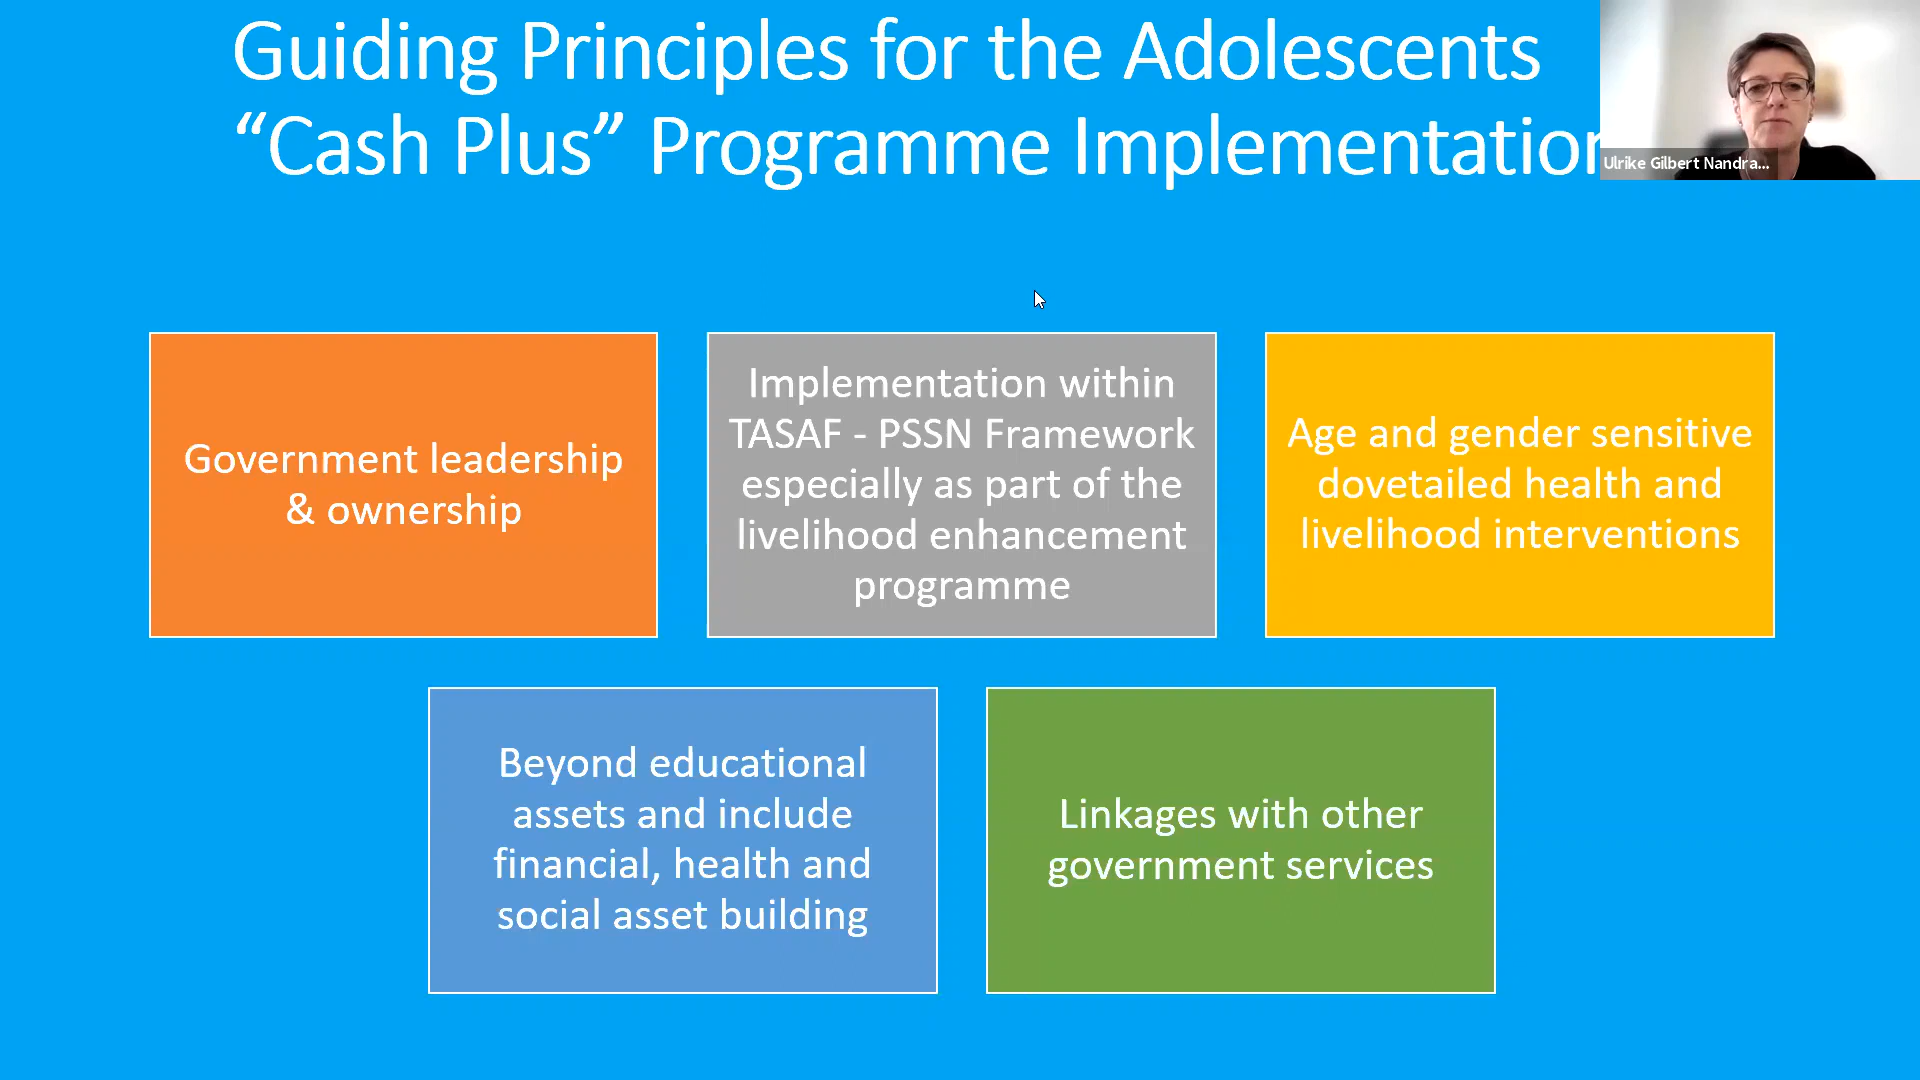 Guiding Principles for the Adolescents
“Cash Plus” Programme Implementation
Ulrike Gilbert Nandra...
Government leadership
& ownership
Implementation within
TASAF - PSSN Framework
especially as part of the
livelihood enhancement
programme
Age and gender sensitive
dovetailed health and
livelihood interventions
Beyond educational
assets and include
financial, health and
social asset building
Linkages with other
government services